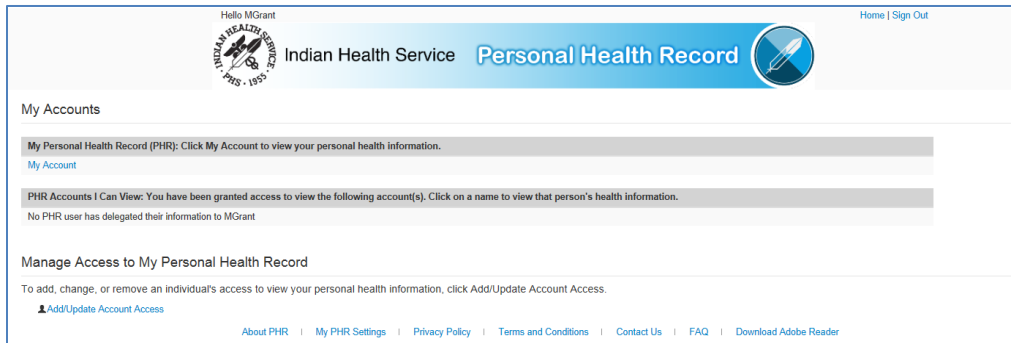 Hello MGrant
Home | Sign Out
INDIAN HEALTH SERVICE · PHS · 1955 ·
Indian Health Service Personal Health Record
My Accounts
My Personal Health Record (PHR): Click My Account to view your personal health information.
My Account
PHR Accounts I Can View: You have been granted access to view the following account(s). Click on a name to view that person's health information.
No PHR user has delegated their information to MGrant
Manage Access to My Personal Health Record
To add, change, or remove an individual's access to view your personal health information, click Add/Update Account Access.
Add/Update Account Access
About PHR | My PHR Settings | Privacy Policy | Terms and Conditions | Contact Us | FAQ | Download Adobe Reader